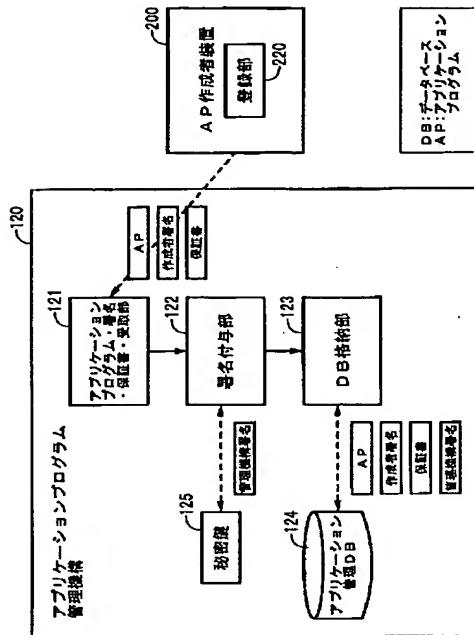 120
アプリケーションプログラム
管理機構
121
アプリケーション
プログラム・署名
・保証書・受取部
AP
作成者署名
保証書
200
AP作成者装置
登録部
220
122
署名付与部
125
秘密鍵
管理機構署名
123
DB格納部
124
アプリケーション
管理DB
AP
作成者署名
保証書
管理機構署名
DB:データベース
AP:アプリケーション
プログラム